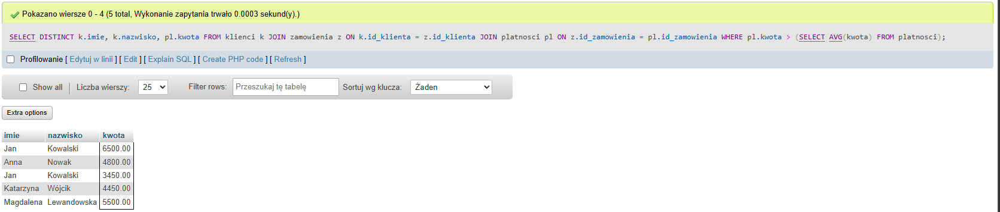 Pokazano wiersze 0 - 4 (5 total, Wykonanie zapytania trwało 0.0003 sekund(y).)
SELECT DISTINCT k.imie, k.nazwisko, pl.kwota FROM klienci k JOIN zamowienia z ON k.id_klienta = z.id_klienta JOIN platnosci pl ON z.id_zamowienia = pl.id_zamowienia WHERE pl.kwota > (SELECT AVG(kwota) FROM platnosci);
Profilowanie [ Edytuj w linii ] [ Edit ] [ Explain SQL ] [ Create PHP code ] [ Refresh ]
Show all Liczba wierszy: 25 Filter rows: Przeszukaj tę tabelę Sortuj wg klucza: Żaden
Extra options
imie nazwisko kwota
Jan Kowalski 6500.00
Anna Nowak 4800.00
Jan Kowalski 3450.00
Katarzyna Wójcik 4450.00
Magdalena Lewandowska 5500.00